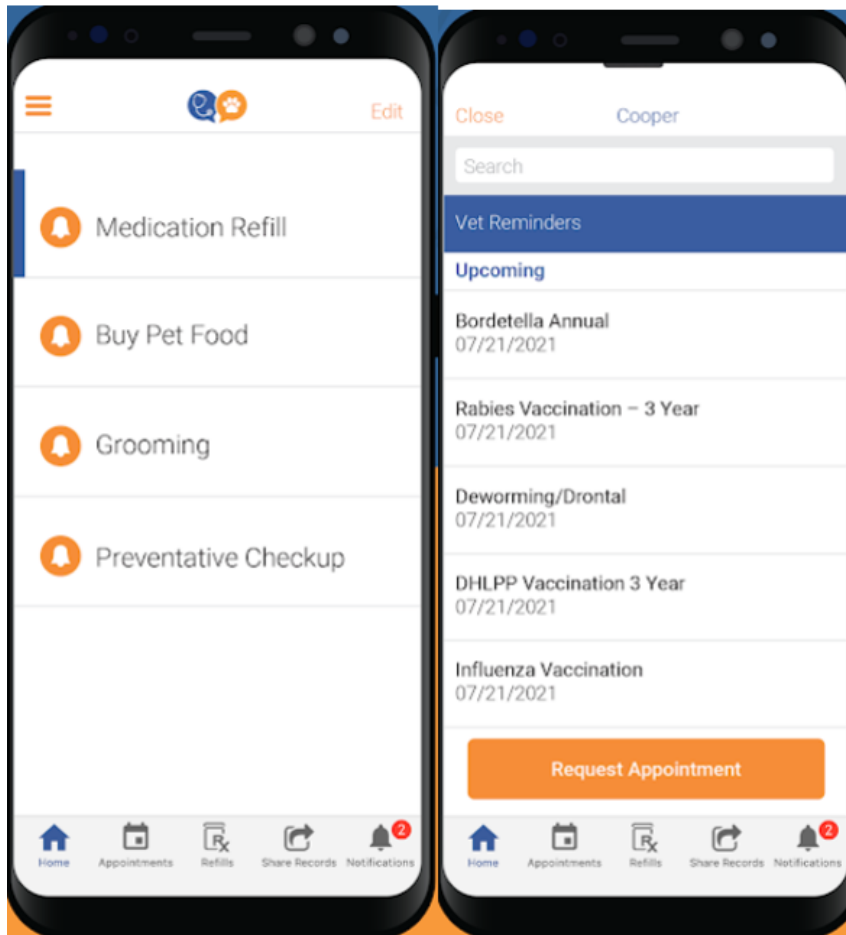 Edit
Medication Refill
Buy Pet Food
Grooming
Preventative Checkup
Home
Appointments
Rx
Refills
Share Records
2
Notifications
Close
Cooper
Search
Vet Reminders
Upcoming
Bordetella Annual
07/21/2021
Rabies Vaccination – 3 Year
07/21/2021
Deworming/Drontal
07/21/2021
DHLPP Vaccination 3 Year
07/21/2021
Influenza Vaccination
07/21/2021
Request Appointment
Home
Appointments
Rx
Refills
Share Records
2
Notifications